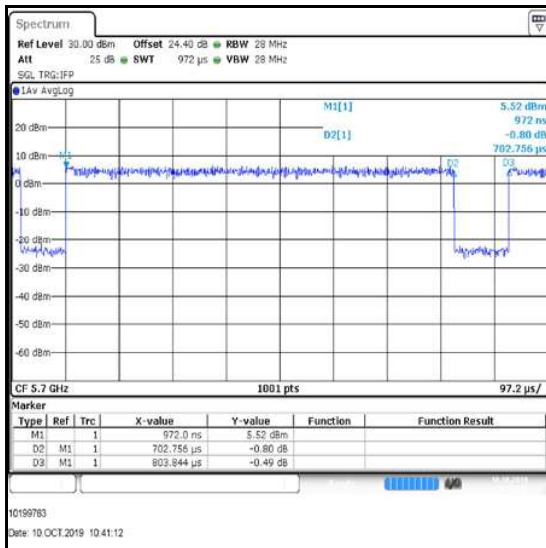 Spectrum
Ref Level 30.00 dBm Offset 24.40 dB RBW 28 MHz
Att 25 dB SWT 972 µs VBW 28 MHz
SGL TRG:IFP
1Av AvgLog
M1[1] 5.52 dBm
972 ns
20 dBm
D2[1] -0.80 dB
702.756 µs
10 dBm
M1
D2 D3
0 dBm
-10 dBm
-20 dBm
-30 dBm
-40 dBm
-50 dBm
-60 dBm
CF 5.7 GHz 1001 pts 97.2 µs/
Marker
Type Ref Trc X-value Y-value Function Function Result
M1 1 972.0 ns 5.52 dBm
D2 M1 1 702.756 µs -0.80 dB
D3 M1 1 803.844 µs -0.49 dB
10199783
Date: 10.OCT.2019 10:41:12